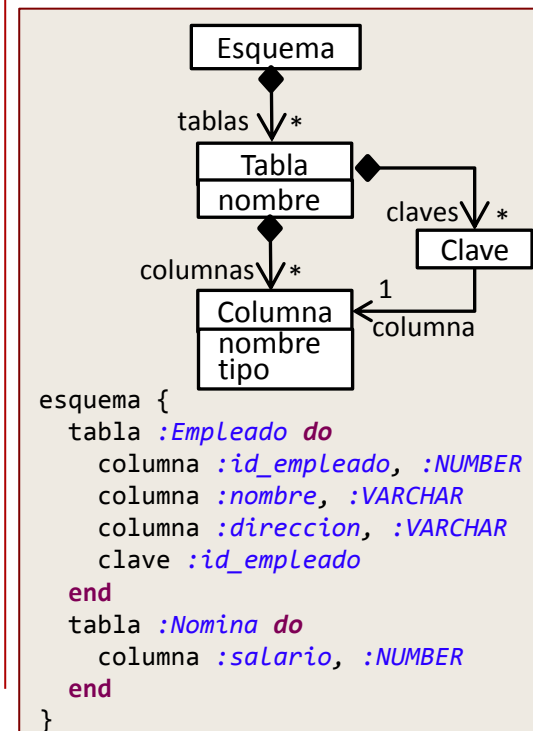 Esquema
tablas *
Tabla
nombre
claves *
Clave
columnas *
1
Columna
columna
nombre
tipo
esquema {
  tabla :Empleado do
    columna :id_empleado, :NUMBER
    columna :nombre, :VARCHAR
    columna :direccion, :VARCHAR
    clave :id_empleado
  end
  tabla :Nomina do
    columna :salario, :NUMBER
  end
}